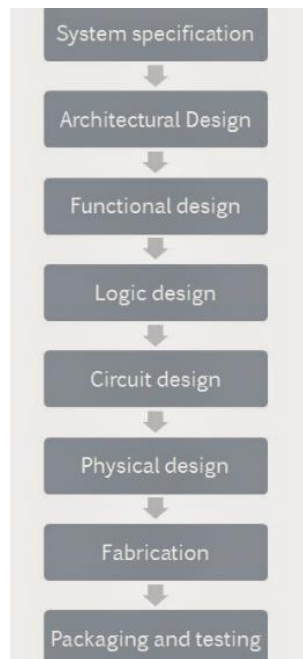 System specification
Architectural Design
Functional design
Logic design
Circuit design
Physical design
Fabrication
Packaging and testing